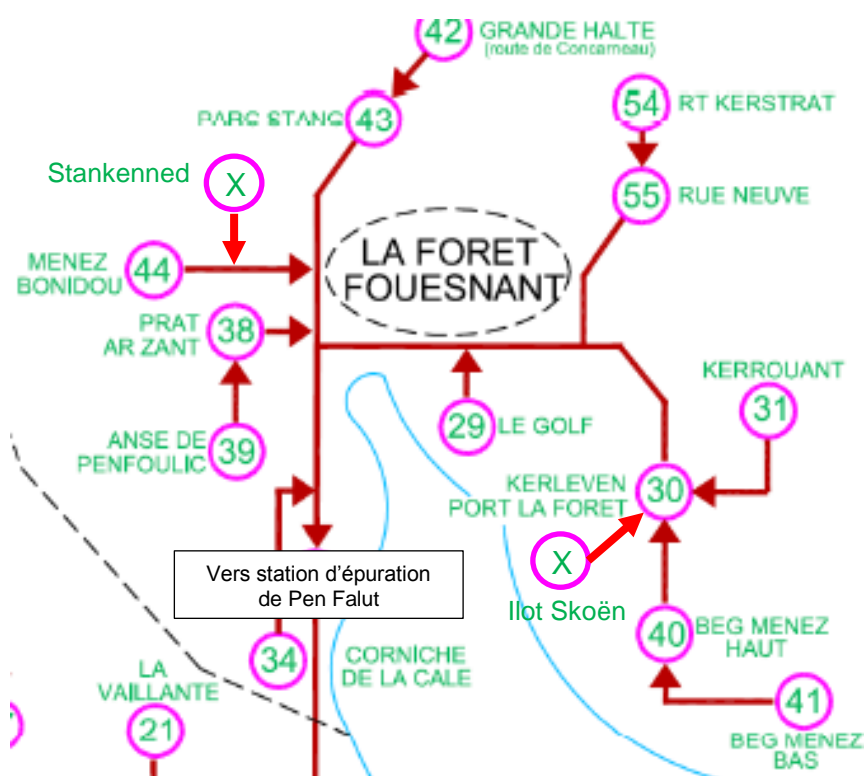 42 GRANDE HALTE
(route de Concarneau)
54 RT KERSTRAT
PARC STANG 43
Stankenned X
55 RUE NEUVE
LA FORET
FOUESNANT
MENEZ
BONIDOU 44
PRAT
AR ZANT 38
KERROUANT
31
ANSE DE
PENFOULIC 39
29 LE GOLF
KERLEVEN
PORT LA FORET 30
X
Ilot Skoën
Vers station d’épuration
de Pen Falut
40 BEG MENEZ
HAUT
34
CORNICHE
DE LA CALE
LA
VAILLANTE
21
41
BEG MENEZ
BAS